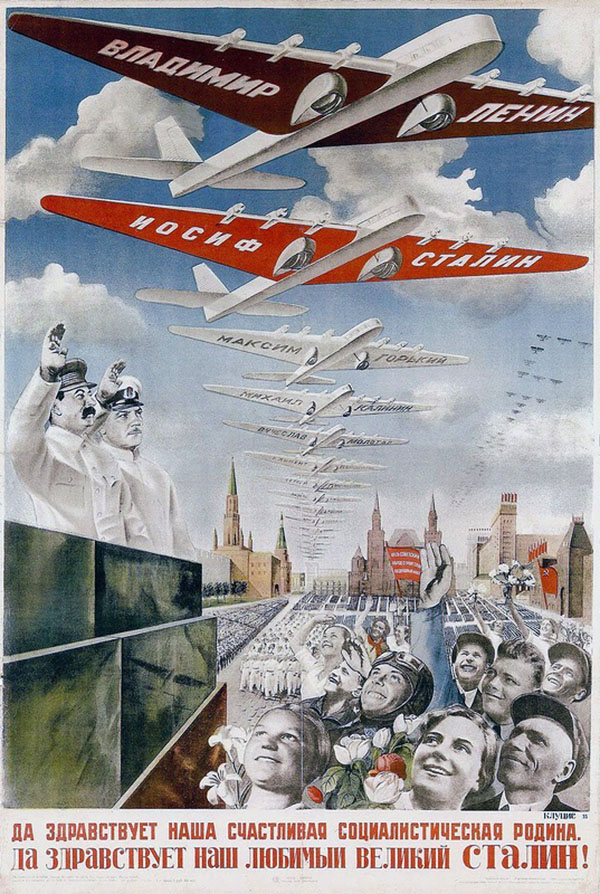 ВЛАДИМИР ЛЕНИН
ИОСИФ СТАЛИН
МАКСИМ ГОРЬКИЙ
МИХАИЛ КАЛИНИН
ВЯЧЕСЛАВ МОЛОТОВ
КЛУЦИС 35
ДА ЗДРАВСТВУЕТ НАША СЧАСТЛИВАЯ СОЦИАЛИСТИЧЕСКАЯ РОДИНА.
ДА ЗДРАВСТВУЕТ НАШ ЛЮБИМЫЙ ВЕЛИКИЙ СТАЛИН!